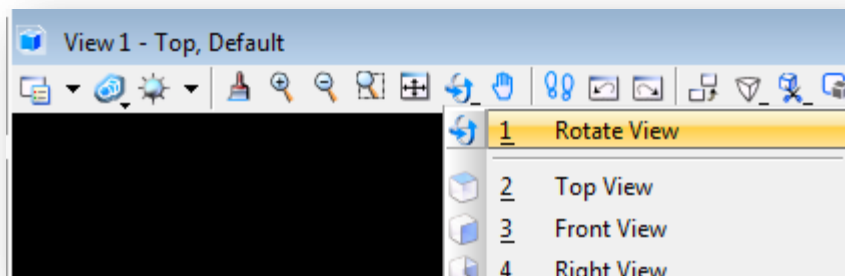 View 1 - Top, Default
1 Rotate View
2 Top View
3 Front View
4 Right View